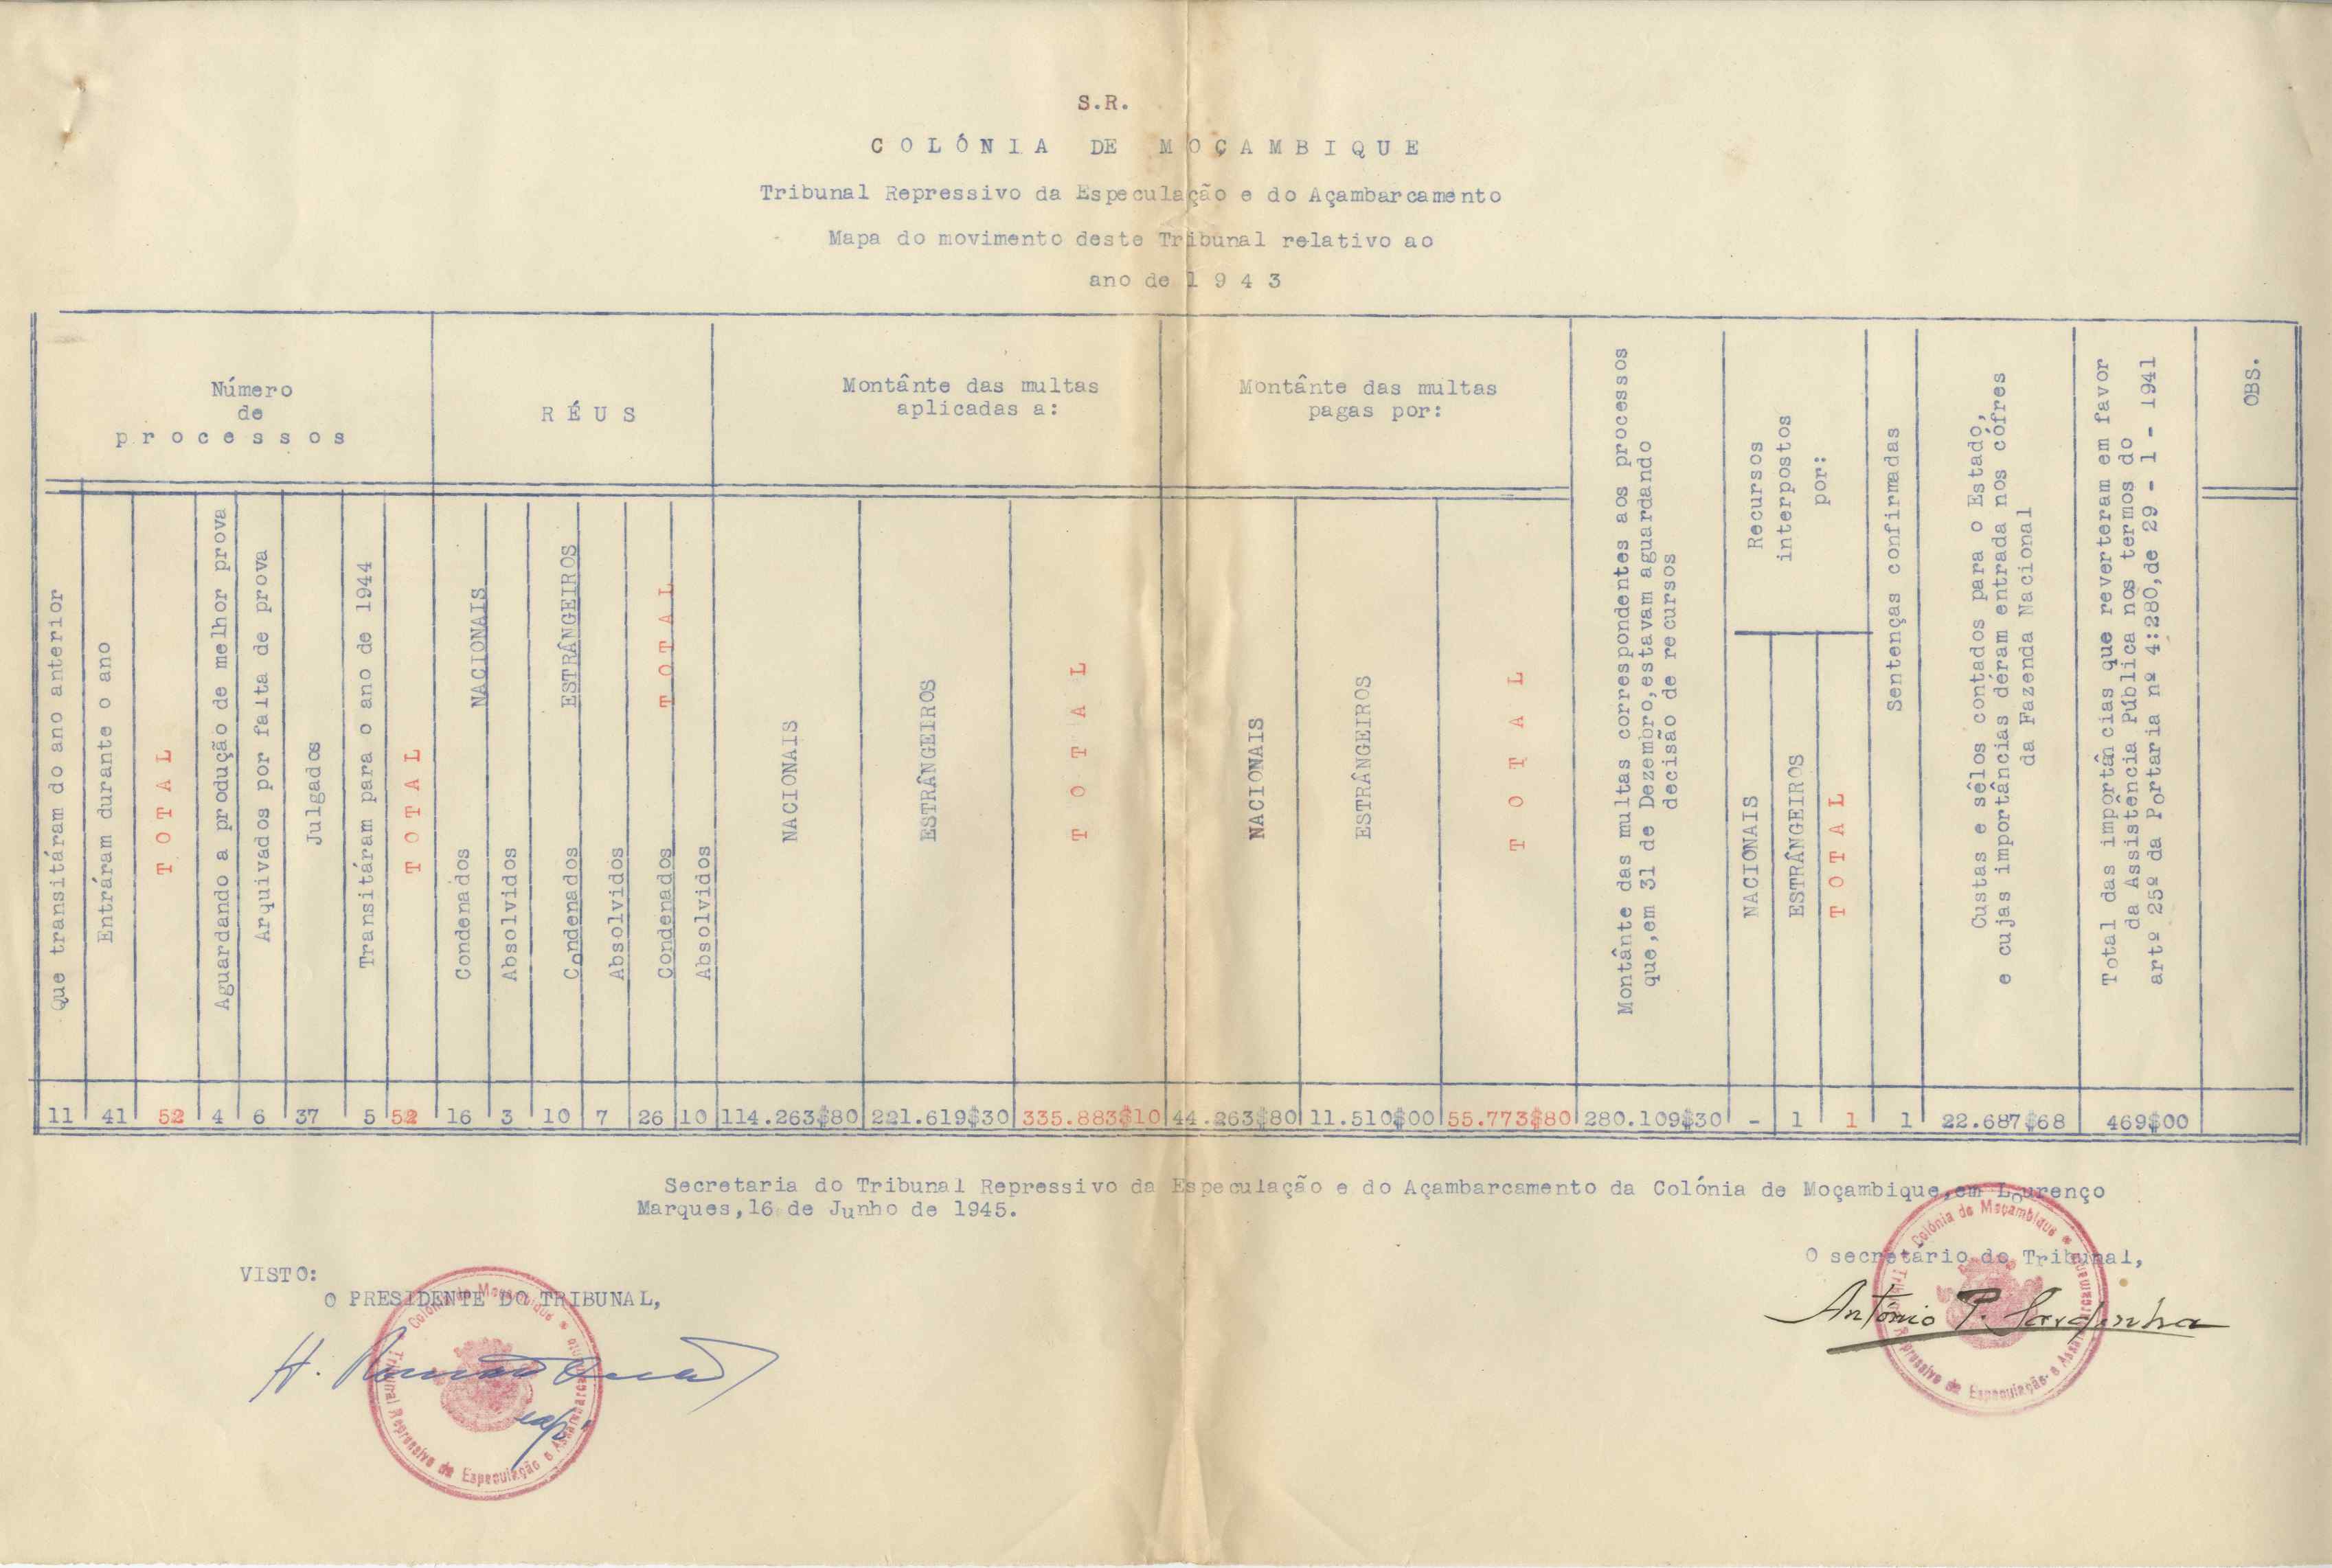 S.R.
COLÓNIA DE MOÇAMBIQUE
Tribunal Repressivo da Especulação e do Açambarcamento
Mapa do movimento deste Tribunal relativo ao
ano de 1943
Número
de
processos
RÉUS
Montânte das multas
aplicadas a:
Montânte das multas
pagas por:
Montânte das multas correspondentes aos processos
que,em 31 de Dezembro,estavam aguardando
decisão de recursos
Recursos
interpostos
por:
Sentenças confirmadas
Custas e sêlos contados para o Estado,
e cujas importâncias déram entrada nos cófres
da Fazenda Nacional
Total das importâncias que reverteram em favor
da Assistência Pública nos termos do
artº 25º da Portaria nº 4:280,de 29 - 1 - 1941
OBS.
Que transitáram do ano anterior
Entráram durante o ano
TOTAL
Aguardando a produção de melhor prova
Arquivados por falta de prova
Julgados
Transitáram para o ano de 1944
TOTAL
NACIONAIS
Condenados
Absolvidos
ESTRÂNGEIROS
Condenados
Absolvidos
TOTAL
Condenados
Absolvidos
NACIONAIS
ESTRÂNGEIROS
TOTAL
NACIONAIS
ESTRÂNGEIROS
TOTAL
NACIONAIS
ESTRÂNGEIROS
TOTAL
11 41 52 4 6 37 5 52 16 3 10 7 26 10 114.263$80 221.619$30 335.883$10 44.263$80 11.510$00 55.773$80 280.109$30 - 1 1 1 22.687$68 469$00
Secretaria do Tribunal Repressivo da Especulação e do Açambarcamento da Colónia de Moçambique,em Lourenço
Marques,16 de Junho de 1945.
VISTO:
O PRESIDENTE DO TRIBUNAL,
H.
Colónia de Moçambique * Tribunal Repressivo da Especulação e Assambarcamento
O secretário do Tribunal,
António P. Sardinha
Colónia de Moçambique * Tribunal Repressivo da Especulação e Assambarcamento